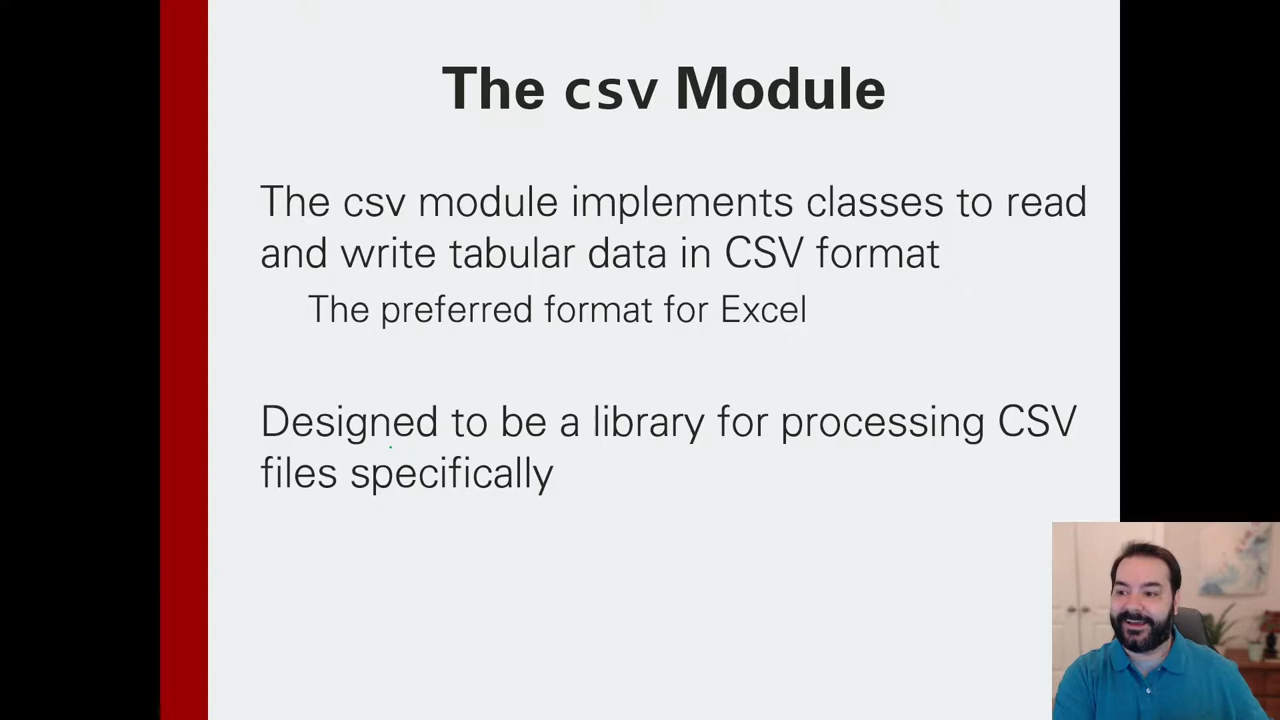 The csv Module
The csv module implements classes to read
and write tabular data in CSV format
The preferred format for Excel
Designed to be a library for processing CSV
files specifically